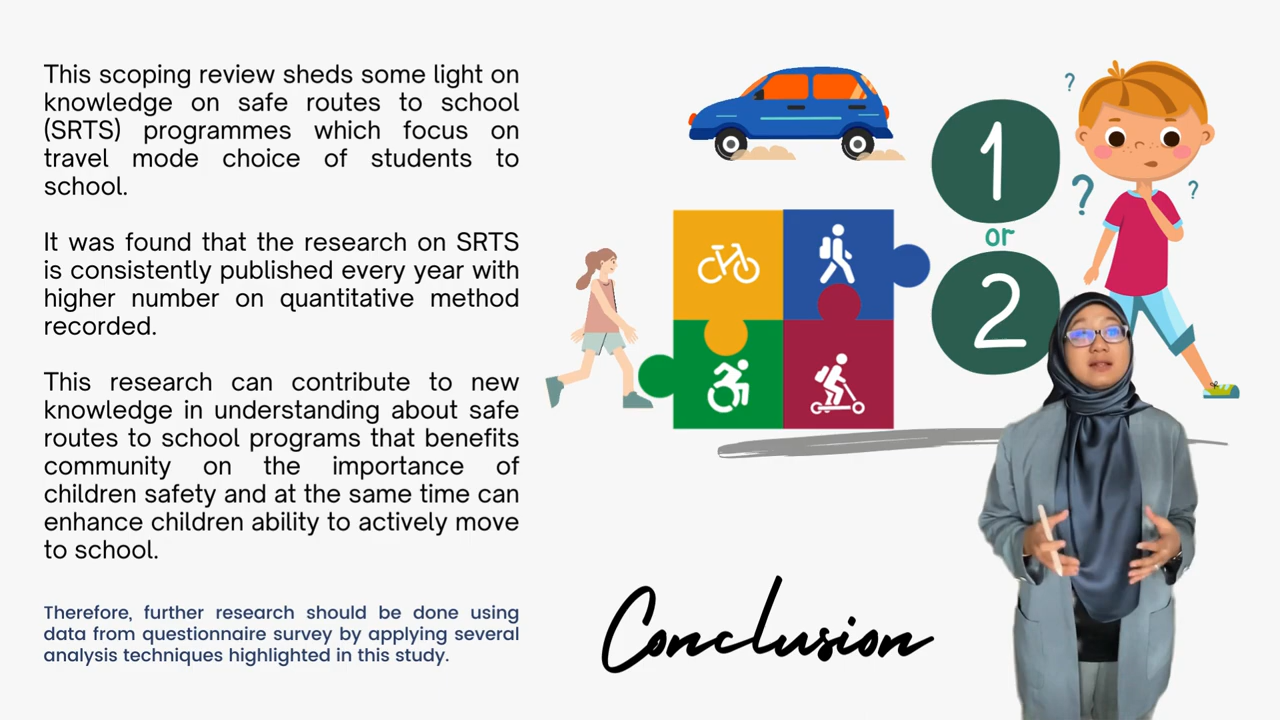 This scoping review sheds some light on
knowledge on safe routes to school
(SRTS) programmes which focus on
travel mode choice of students to
school.
It was found that the research on SRTS
is consistently published every year with
higher number on quantitative method
recorded.
This research can contribute to new
knowledge in understanding about safe
routes to school programs that benefits
community on the importance of
children safety and at the same time can
enhance children ability to actively move
to school.
Therefore, further research should be done using
data from questionnaire survey by applying several
analysis techniques highlighted in this study.
1
or
2
?
?
?
Conclusion